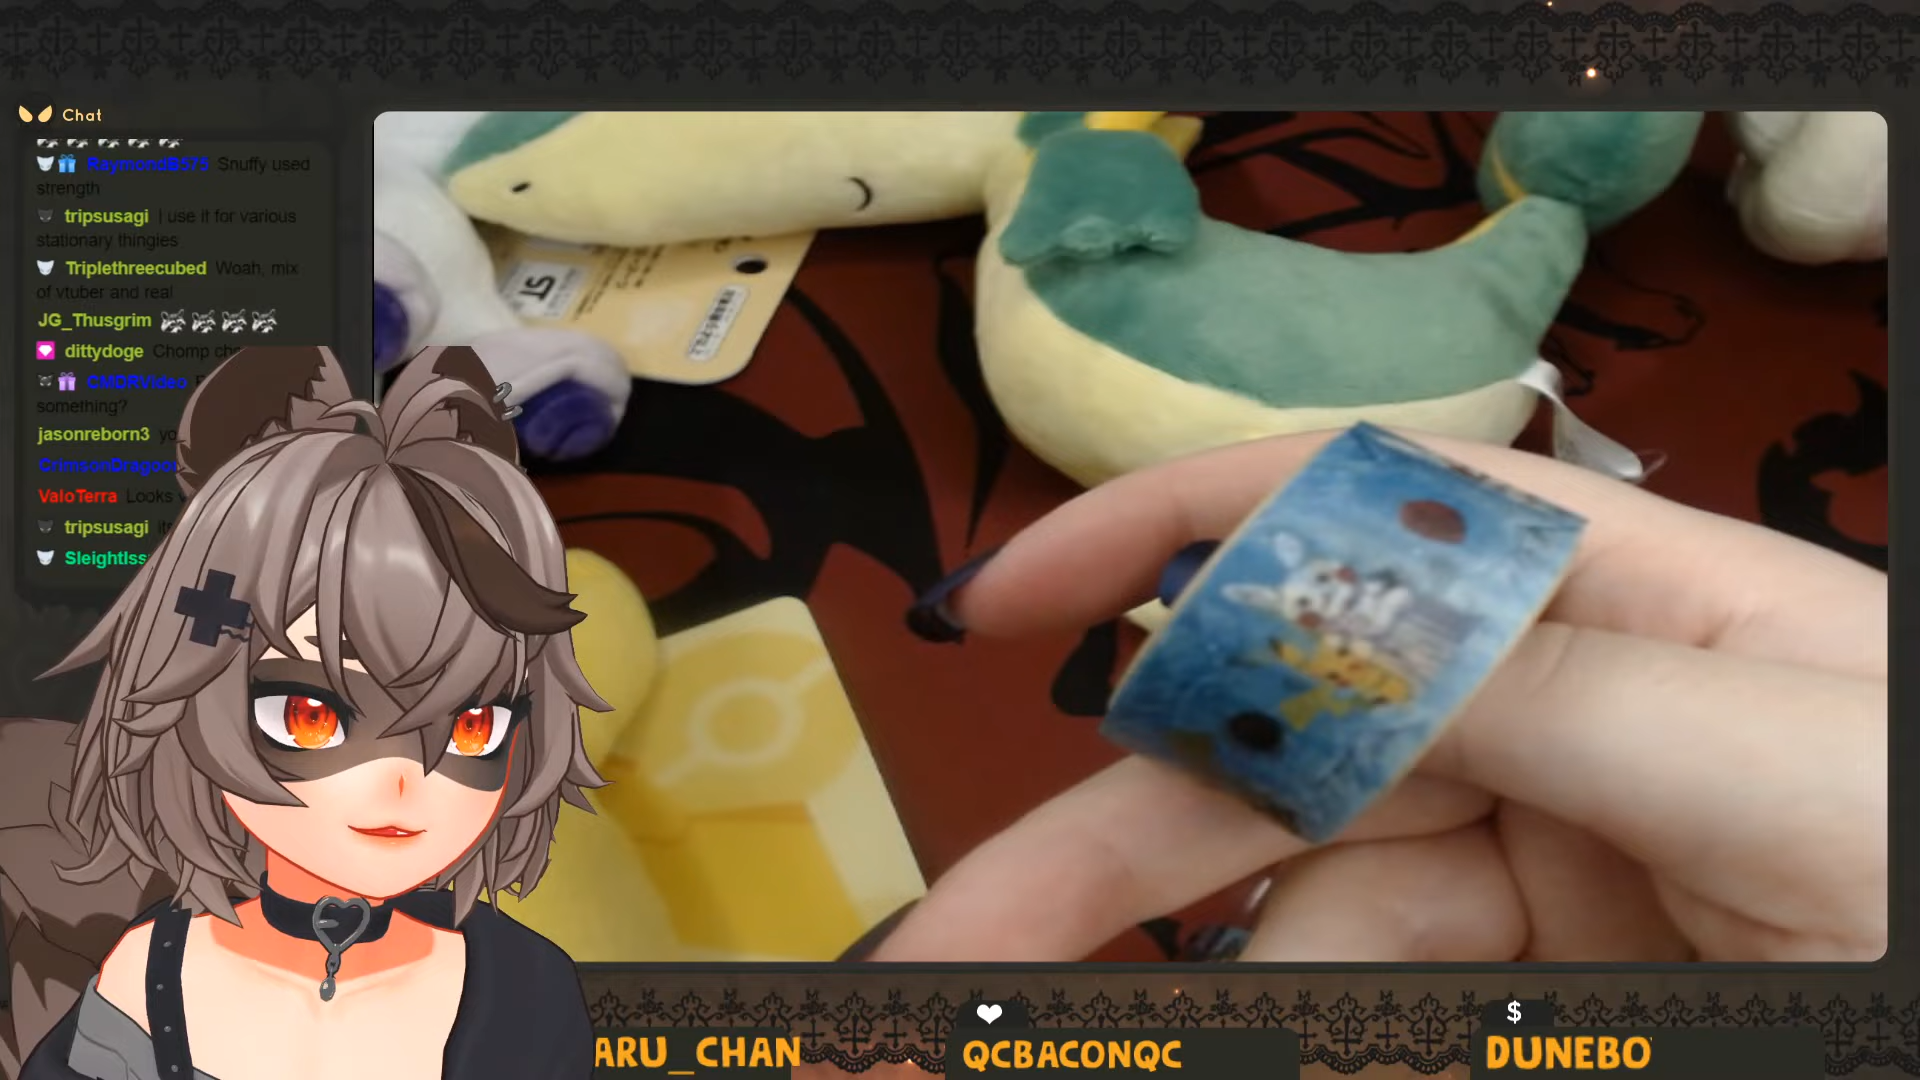 Chat
RaymondB575 Snuffy used
strength
tripsusagi I use it for various
stationary thingies
Triplethreecubed Woah, mix
of vtuber and real
JG_Thusgrim
dittydoge Chomp
CMDRVideo
something?
jasonreborn3
ValoTerra Looks
tripsusagi
ST
ARU_CHAN
QCBACONQC
$
DUNEBO